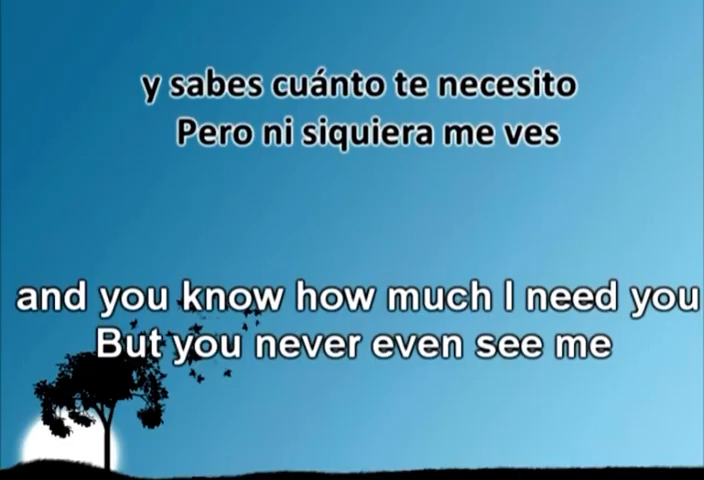 y sabes cuánto te necesito
Pero ni siquiera me ves
and you know how much I need you
But you never even see me